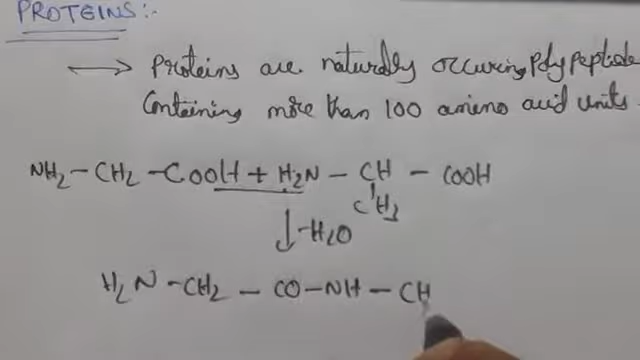 PROTEINS:-
→ Proteins are naturally occuring Polypeptide
Containing more than 100 amino acid units.
NH₂ – CH₂ – COOH + H₂N – CH – COOH
CH₃
-H₂O
H₂N – CH₂ – CO – NH – CH